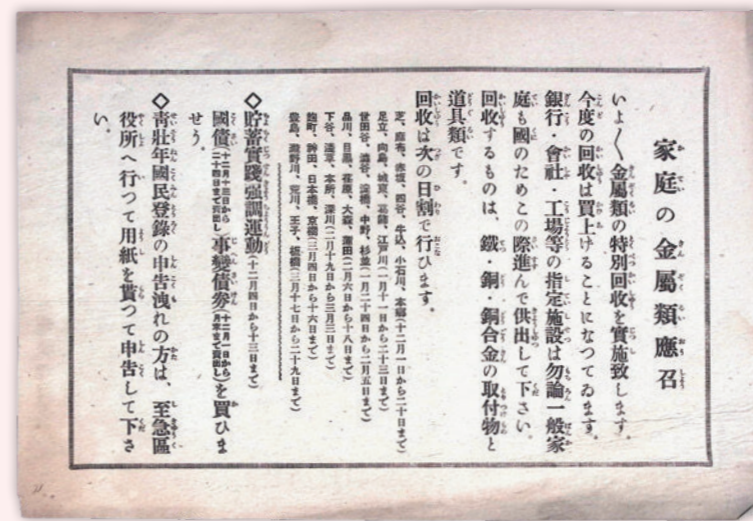 家庭の金屬類應召
いよ〱金屬類の特別回收を實施致します。
今度の回收は買上げることになつてゐます。
銀行・會社・工場等の指定施設は勿論一般家
庭も國のためこの際進んで供出して下さい。
回收するものは、鐵・銅・銅合金の取付物と
道具類です。
回收は次の日割で行ひます。
芝、麻布、赤坂、四谷、牛込、小石川、本鄕(十二月一日から二十日まで)
足立、向島、城東、葛飾、江戸川(一月十一日から二十三日まで)
世田谷、澁谷、淀橋、中野、杉並(一月二十四日から二月五日まで)
品川、目黑、荏原、大森、蒲田(二月六日から十八日まで)
下谷、淺草、本所、深川(二月十九日から三月三日まで)
麴町、神田、日本橋、京橋(三月四日から十六日まで)
豊島、瀧野川、荒川、王子、板橋(三月十七日から二十九日まで)
◇貯蓄實踐强調運動(十二月四日から十三日まで)
國債(十二月十三日から二十四日まで賣出し)事變債券(十二月一日から月末まで賣出し)を買ひま
せう。
◇靑壯年國民登錄の申告洩れの方は、至急區
役所へ行つて用紙を貰つて申告して下さ
い。